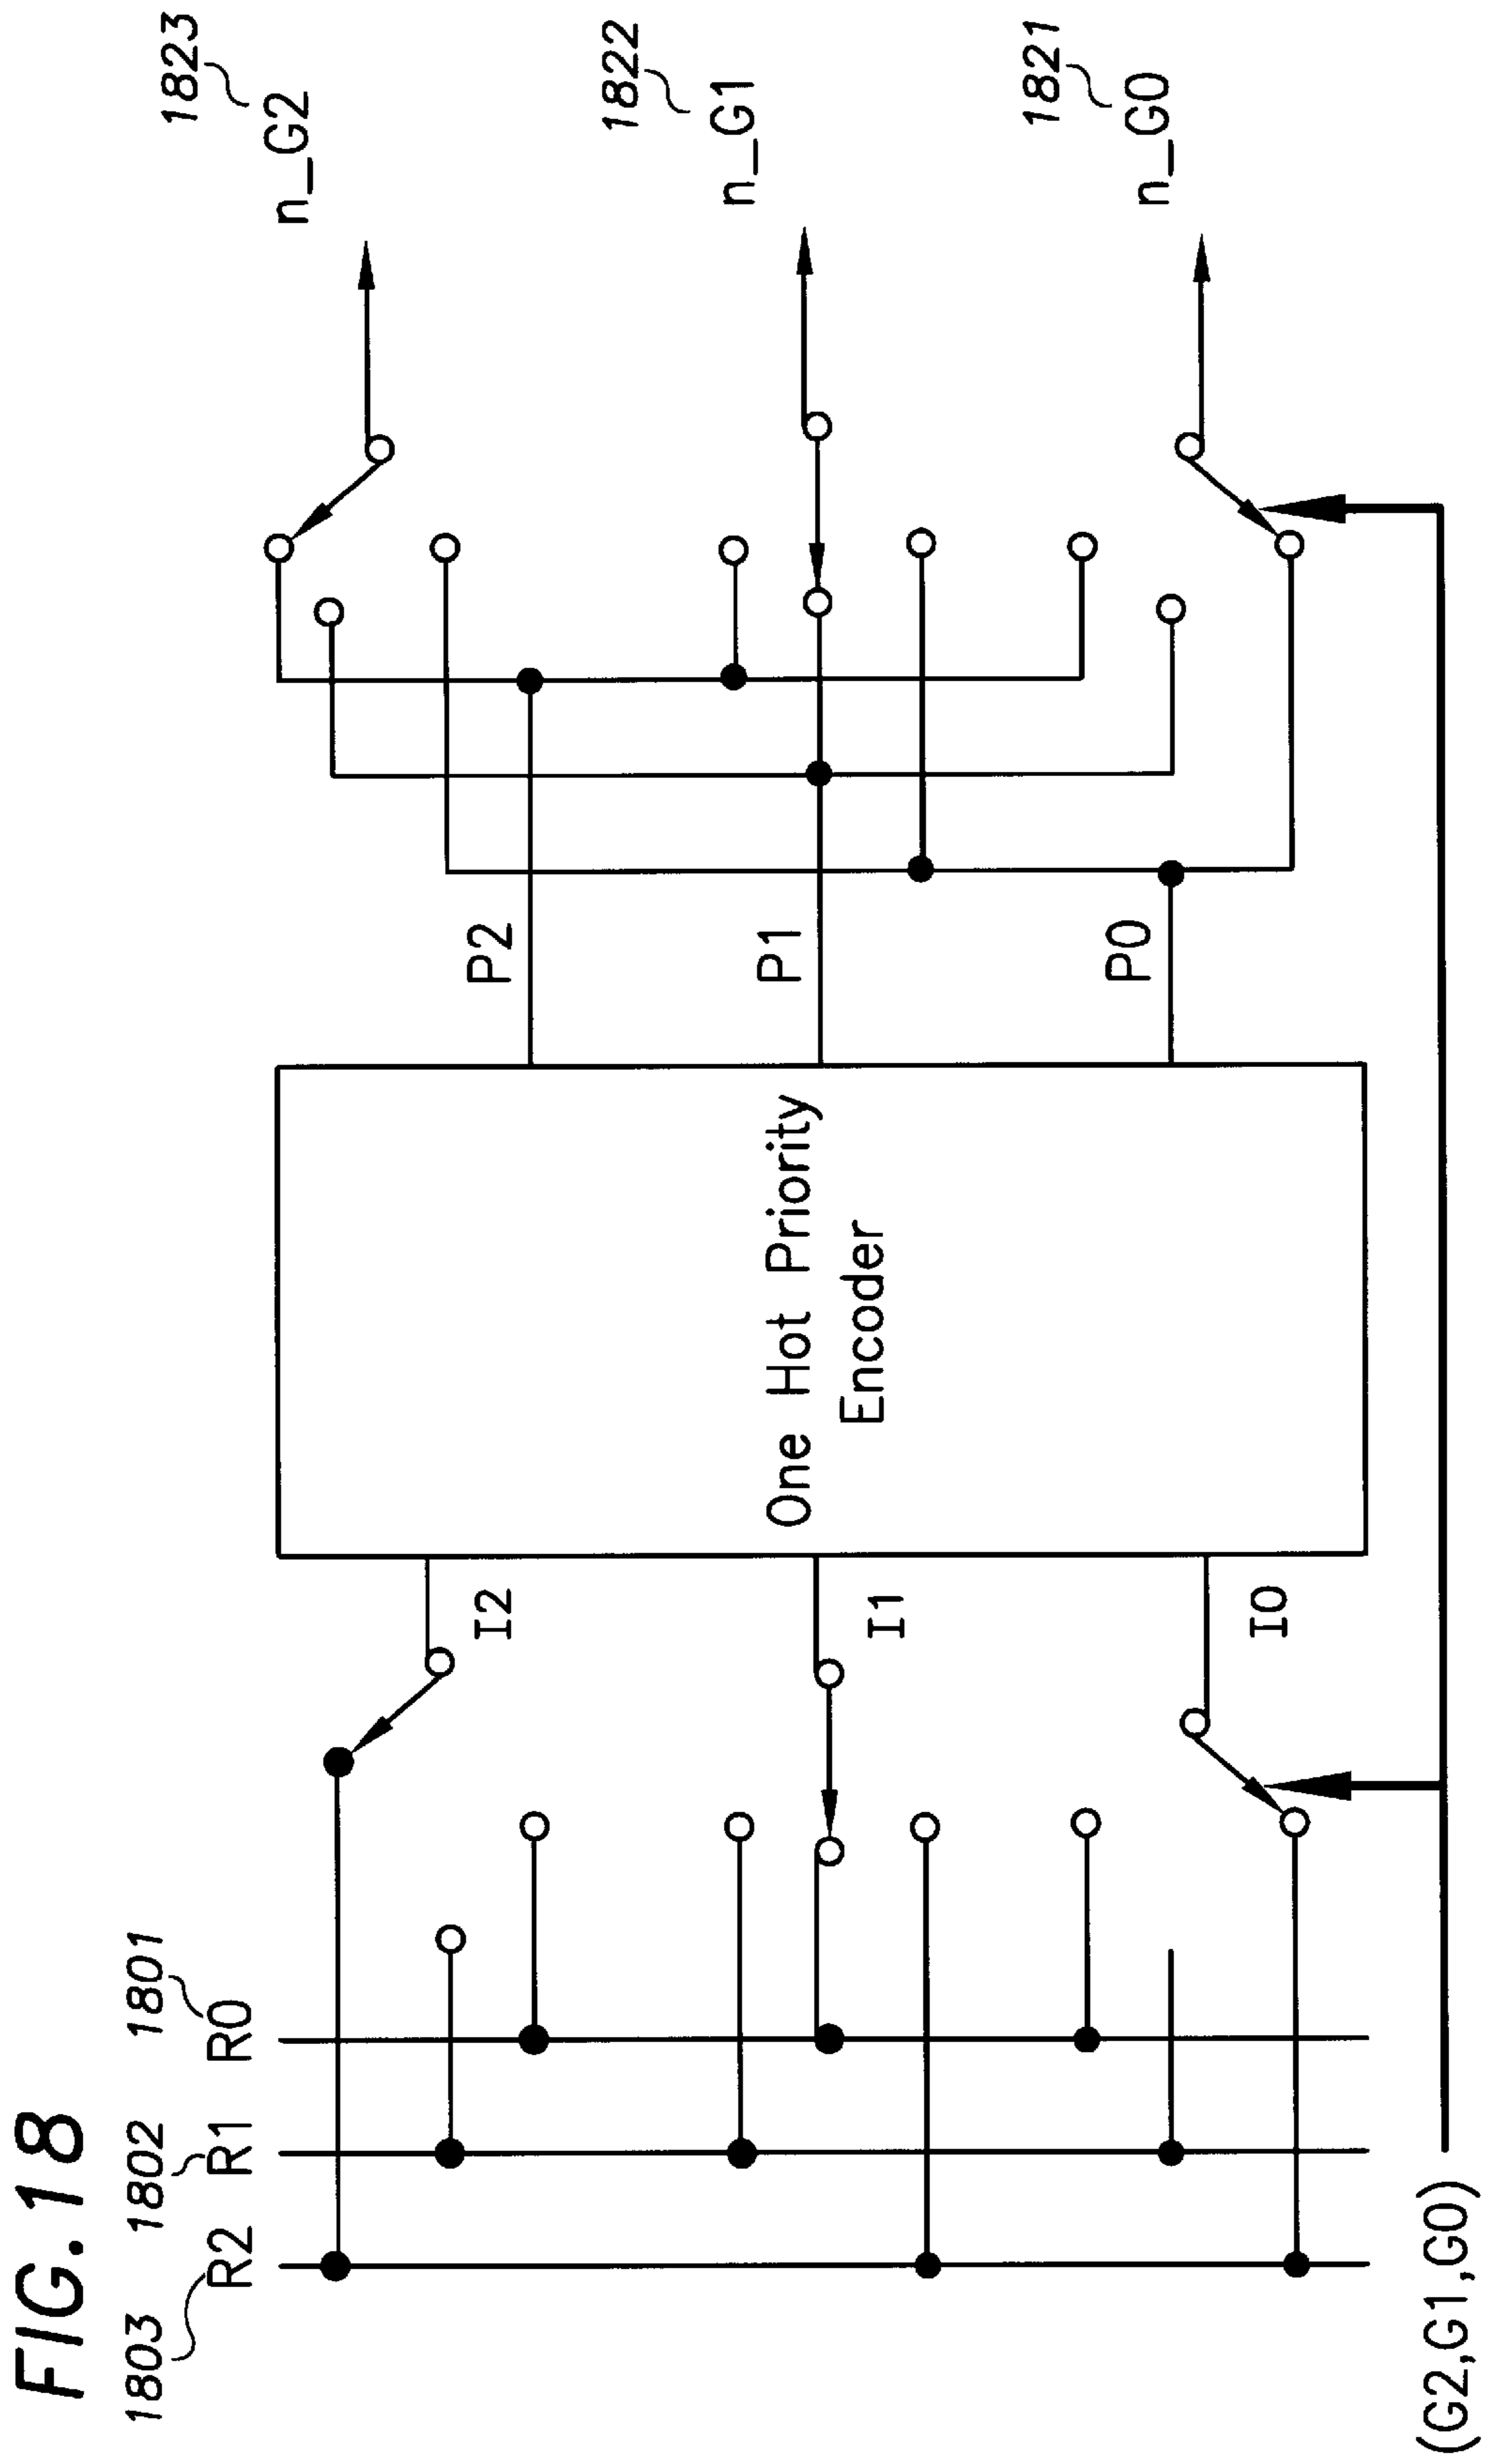 FIG.18
1803
1802
1801
R2
R1
R0
I2
I1
I0
One Hot Priority
Encoder
P2
P1
P0
1823
n_G2
1822
n_G1
1821
n_G0
(G2,G1,G0)